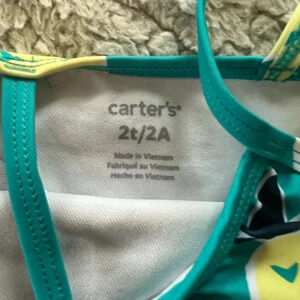 carter's®
2t/2A
Made in Vietnam
Fabriqué au Vietnam
Hecho en Vietnam